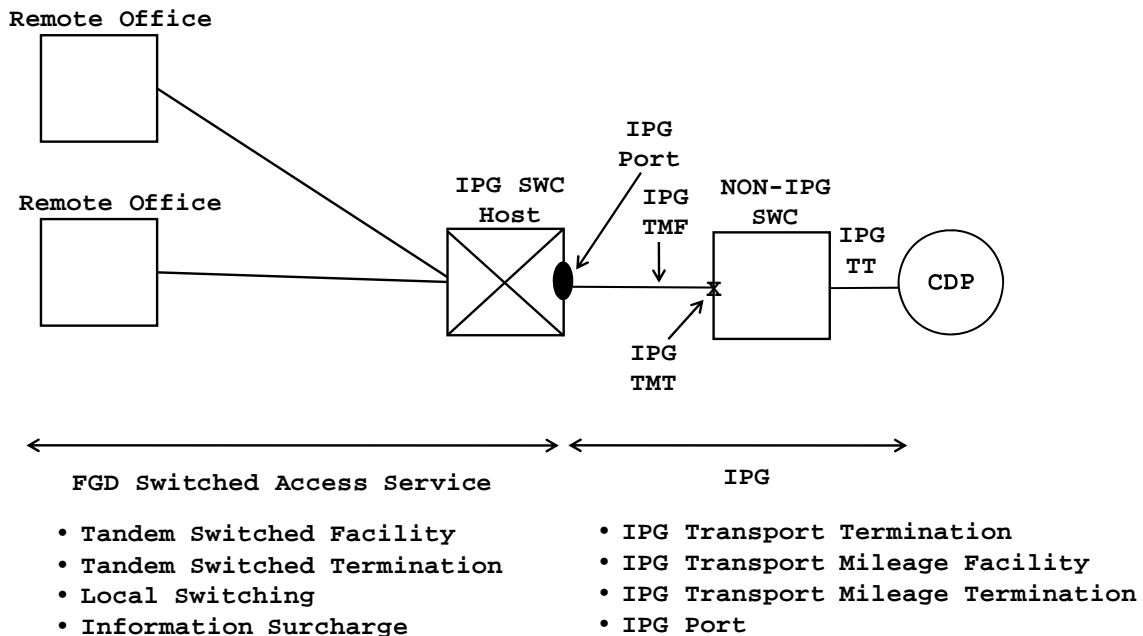 Remote Office
Remote Office
IPG SWC
Host
IPG
Port
IPG
TMF
NON-IPG
SWC
IPG
TT
CDP
x
IPG
TMT
FGD Switched Access Service
• Tandem Switched Facility
• Tandem Switched Termination
• Local Switching
• Information Surcharge
IPG
• IPG Transport Termination
• IPG Transport Mileage Facility
• IPG Transport Mileage Termination
• IPG Port